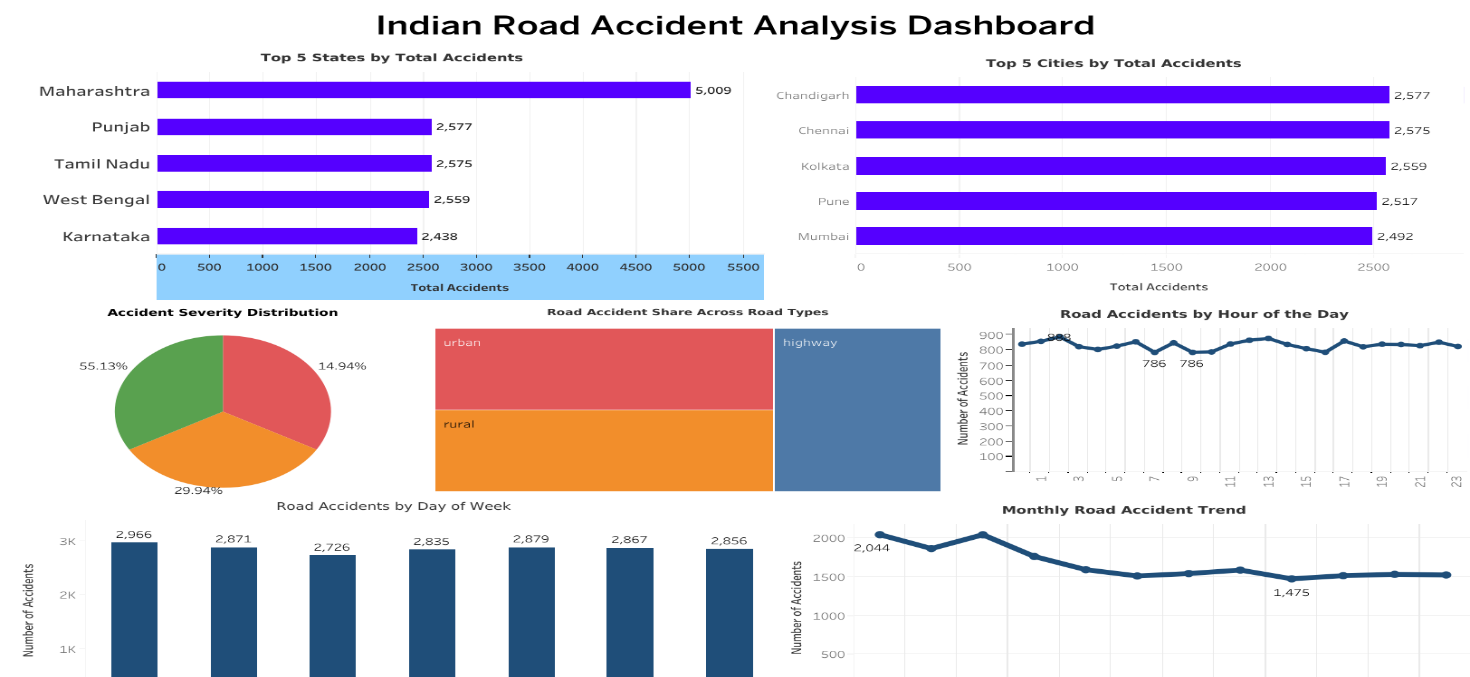 Indian Road Accident Analysis Dashboard
Top 5 States by Total Accidents
Maharashtra 5,009
Punjab 2,577
Tamil Nadu 2,575
West Bengal 2,559
Karnataka 2,438
0 500 1000 1500 2000 2500 3000 3500 4000 4500 5000 5500
Total Accidents
Top 5 Cities by Total Accidents
Chandigarh 2,577
Chennai 2,575
Kolkata 2,559
Pune 2,517
Mumbai 2,492
0 500 1000 1500 2000 2500
Total Accidents
Accident Severity Distribution
55.13% 14.94%
29.94%
Road Accident Share Across Road Types
urban highway
rural
Road Accidents by Hour of the Day
Number of Accidents
900
800
700
600
500
400
300
200
100
786 786
1 3 5 7 9 11 13 15 17 19 21 23
Road Accidents by Day of Week
Number of Accidents
3K
2K
1K
2,966 2,871 2,726 2,835 2,879 2,867 2,856
Monthly Road Accident Trend
Number of Accidents
2000
1500
1000
500
2,044
1,475